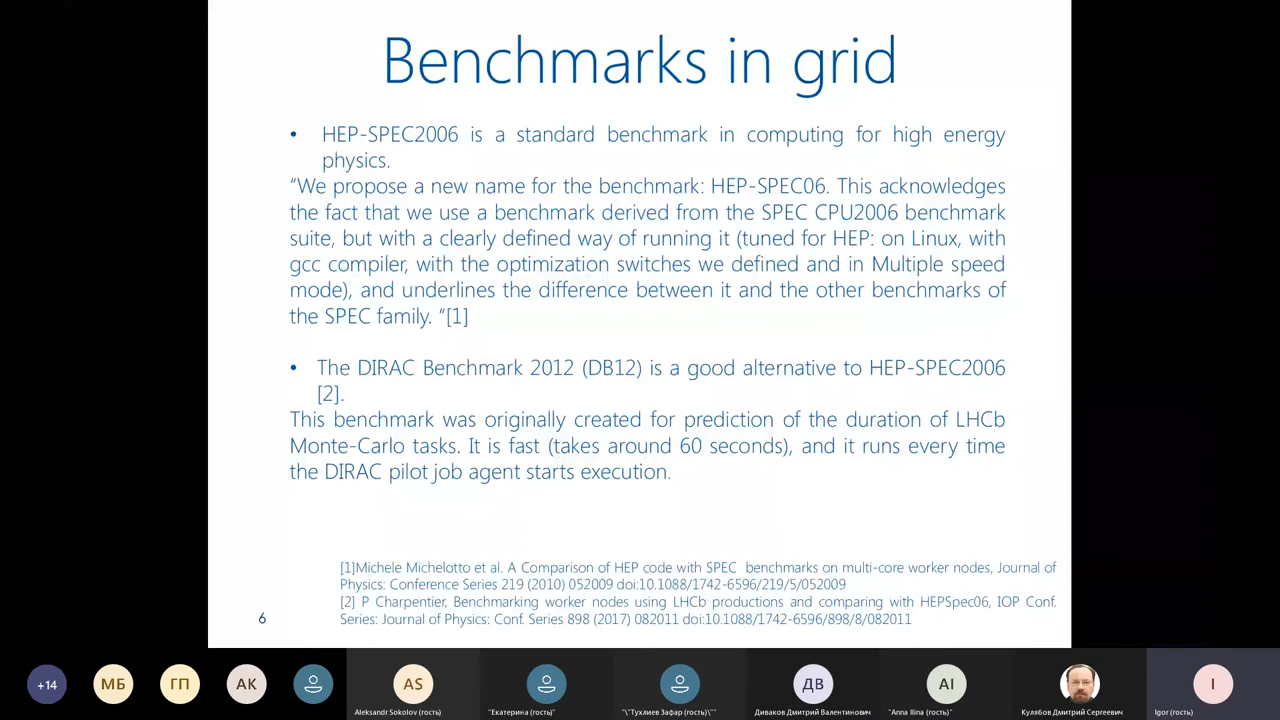 Benchmarks in grid
• HEP-SPEC2006 is a standard benchmark in computing for high energy
physics.
“We propose a new name for the benchmark: HEP-SPEC06. This acknowledges
the fact that we use a benchmark derived from the SPEC CPU2006 benchmark
suite, but with a clearly defined way of running it (tuned for HEP: on Linux, with
gcc compiler, with the optimization switches we defined and in Multiple speed
mode), and underlines the difference between it and the other benchmarks of
the SPEC family. “[1]
• The DIRAC Benchmark 2012 (DB12) is a good alternative to HEP-SPEC2006
[2].
This benchmark was originally created for prediction of the duration of LHCb
Monte-Carlo tasks. It is fast (takes around 60 seconds), and it runs every time
the DIRAC pilot job agent starts execution.
[1]Michele Michelotto et al. A Comparison of HEP code with SPEC benchmarks on multi-core worker nodes, Journal of
Physics: Conference Series 219 (2010) 052009 doi:10.1088/1742-6596/219/5/052009
[2] P Charpentier, Benchmarking worker nodes using LHCb productions and comparing with HEPSpec06, IOP Conf.
Series: Journal of Physics: Conf. Series 898 (2017) 082011 doi:10.1088/1742-6596/898/8/082011
6
+14 МБ ГП АК AS ДВ AI I
Aleksandr Sokolov (гость) "Екатерина (гость)" "\"Тухлиев Зафар (гость)\"" Диваков Дмитрий Валентинович "Anna Ilina (гость)" Кулябов Дмитрий Сергеевич Igor (гость)